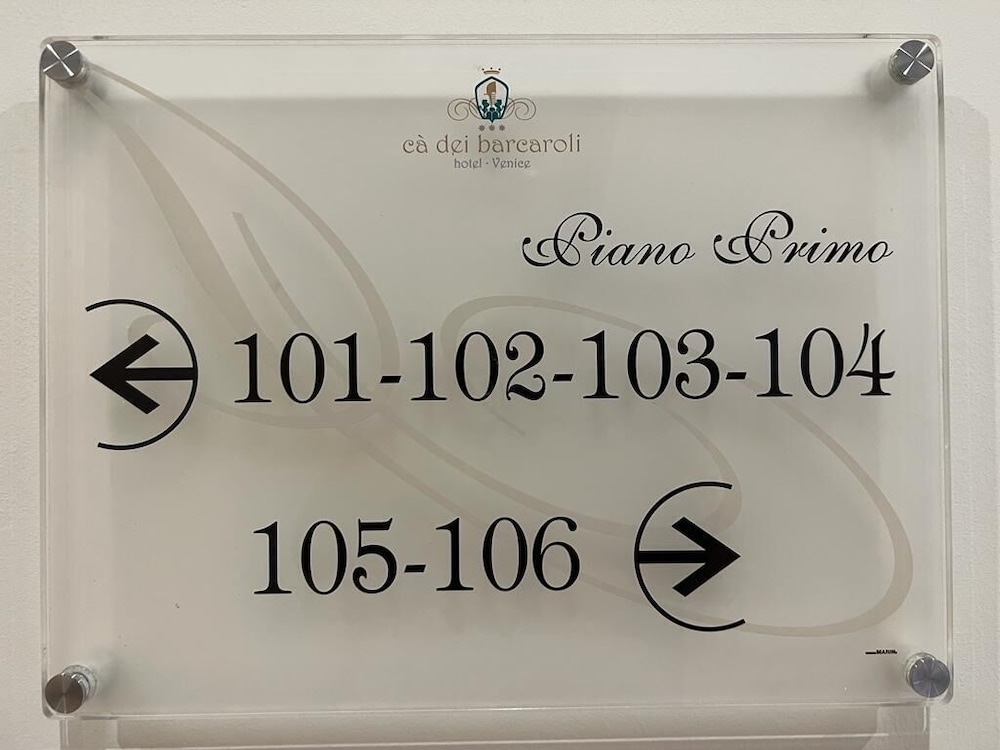 cà dei barcaroli
hotel · Venice
Piano Primo
101-102-103-104
105-106